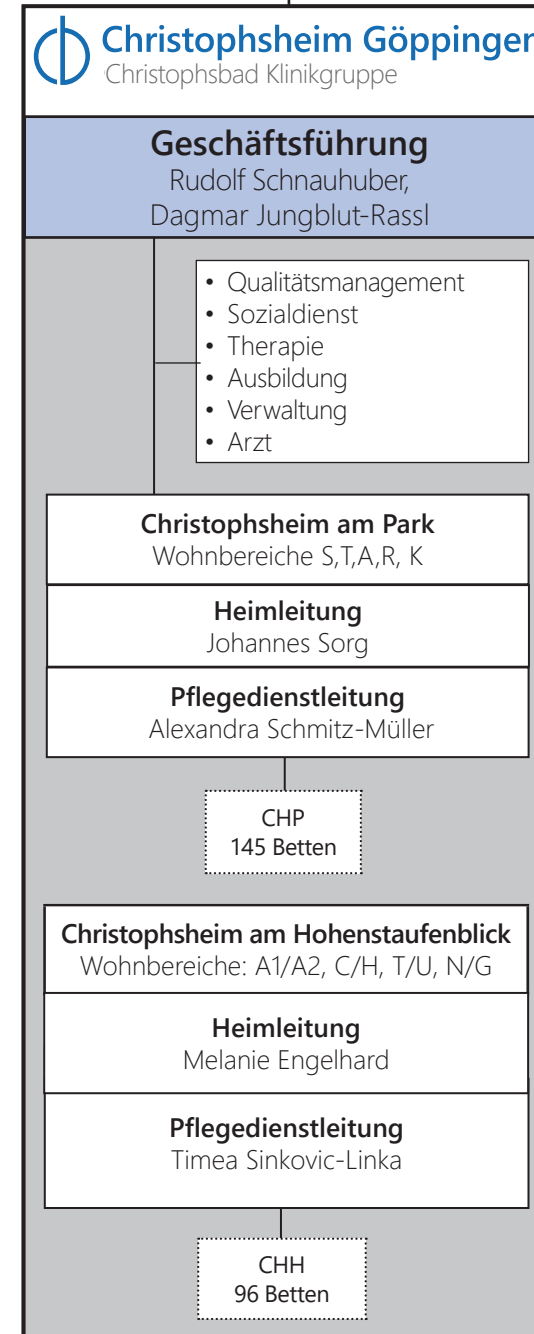 Christophsheim Göppingen
Christophsbad Klinikgruppe
Geschäftsführung
Rudolf Schnauhuber,
Dagmar Jungblut-Rassl
• Qualitätsmanagement
• Sozialdienst
• Therapie
• Ausbildung
• Verwaltung
• Arzt
Christophsheim am Park
Wohnbereiche S,T,A,R, K
Heimleitung
Johannes Sorg
Pflegedienstleitung
Alexandra Schmitz-Müller
CHP
145 Betten
Christophsheim am Hohenstaufenblick
Wohnbereiche: A1/A2, C/H, T/U, N/G
Heimleitung
Melanie Engelhard
Pflegedienstleitung
Timea Sinkovic-Linka
CHH
96 Betten